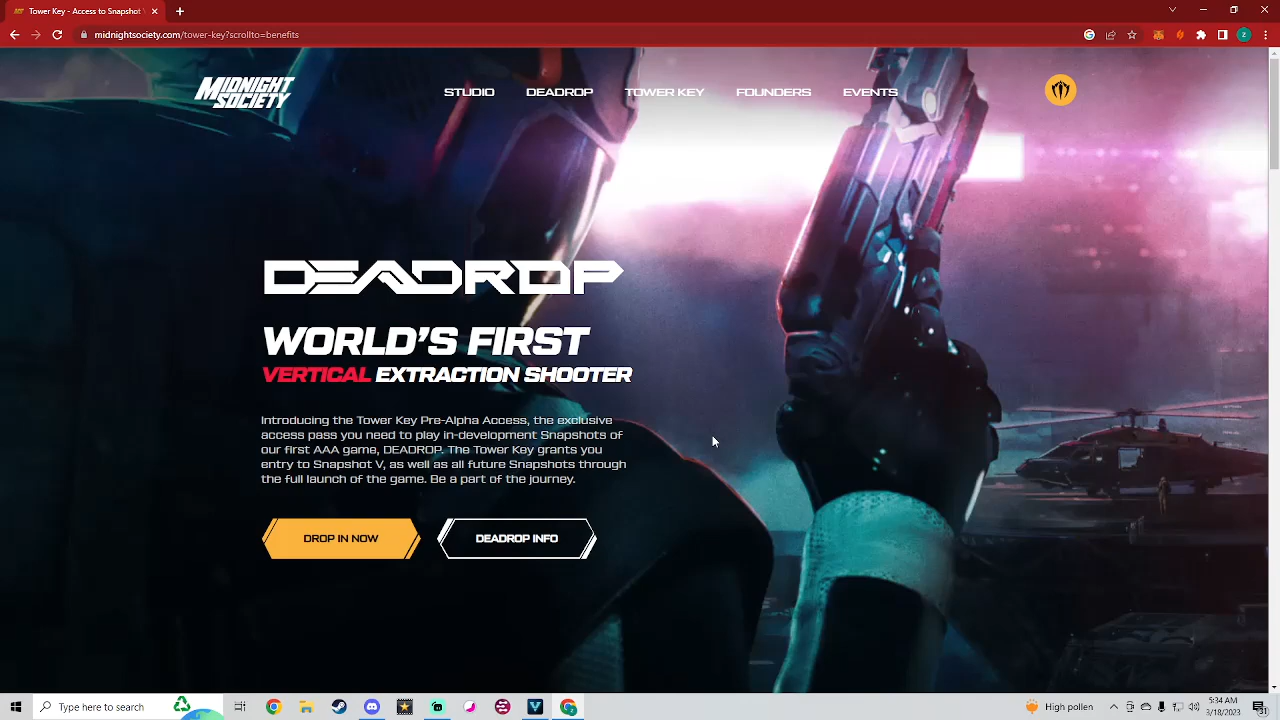 Tower Key - Access to Snapshot
midnightsociety.com/tower-key?scrollto=benefits
MIDNIGHT
SOCIETY
STUDIO
DEADROP
TOWER KEY
FOUNDERS
EVENTS
DEADROP
WORLD'S FIRST
VERTICAL EXTRACTION SHOOTER
Introducing the Tower Key Pre-Alpha Access, the exclusive
access pass you need to play in-development Snapshots of
our first AAA game, DEADROP. The Tower Key grants you
entry to Snapshot V, as well as all future Snapshots through
the full launch of the game. Be a part of the journey.
DROP IN NOW
DEADROP INFO
Type here to search
High pollen
5:34 AM
3/18/2023